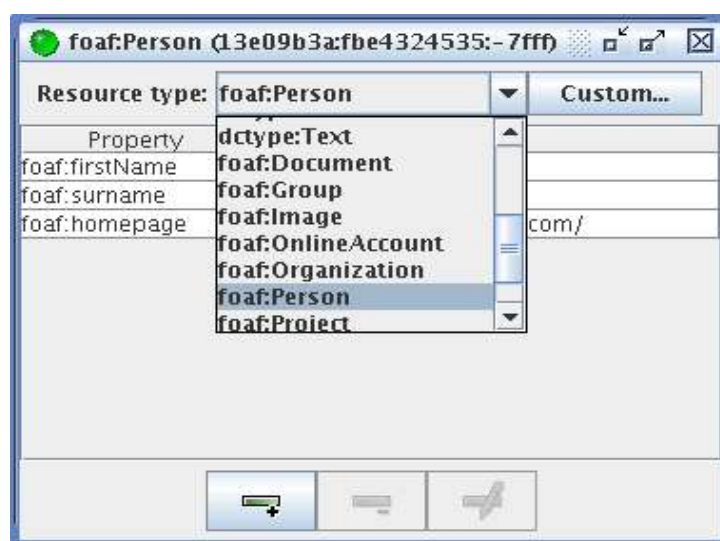 foaf:Person (13e09b3a:fbe4324535:-7fff)
Resource type: foaf:Person Custom...
Property
dctype:Text
foaf:firstName
foaf:Document
foaf:surname
foaf:Group
foaf:homepage
foaf:Image
com/
foaf:OnlineAccount
foaf:Organization
foaf:Person
foaf:Project